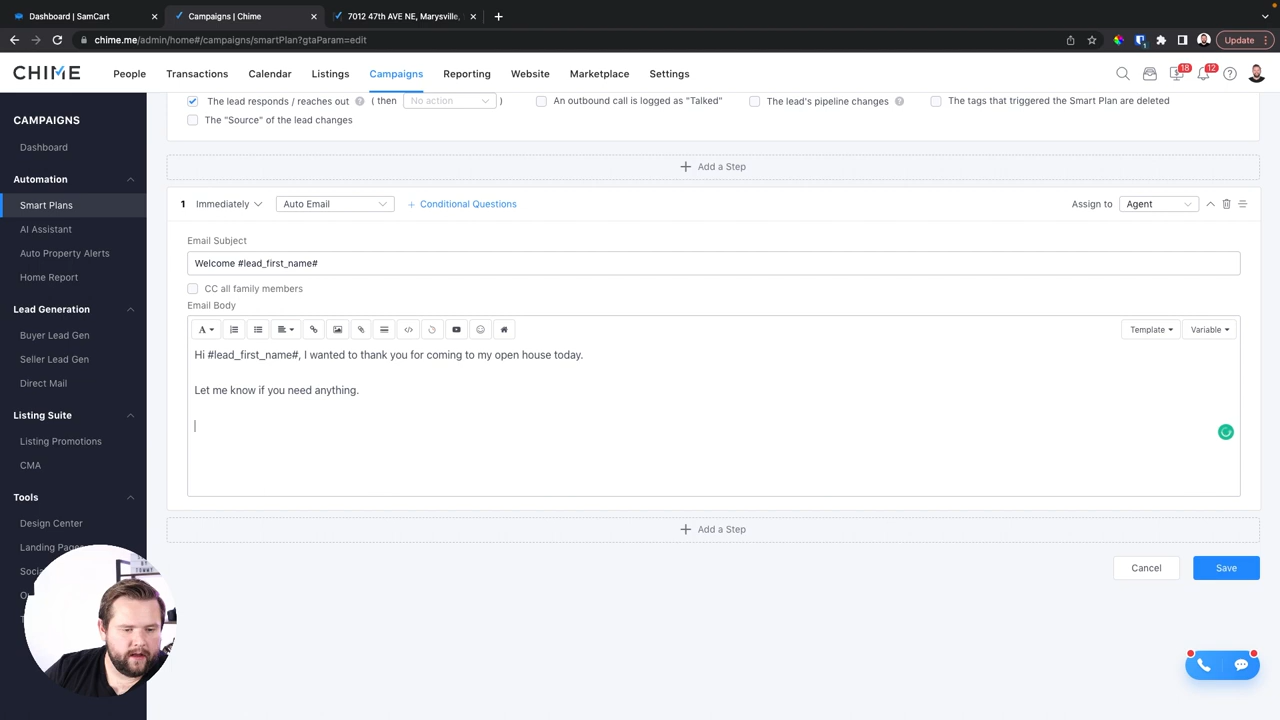 Dashboard | SamCart
Campaigns | Chime
7012 47th AVE NE, Marysville,
chime.me/admin/home#/campaigns/smartPlan?gtaParam=edit
Update
CHIME
People
Transactions
Calendar
Listings
Campaigns
Reporting
Website
Marketplace
Settings
18
12
CAMPAIGNS
Dashboard
Automation
Smart Plans
AI Assistant
Auto Property Alerts
Home Report
Lead Generation
Buyer Lead Gen
Seller Lead Gen
Direct Mail
Listing Suite
Listing Promotions
CMA
Tools
Design Center
Landing Pages
The lead responds / reaches out
( then No action )
An outbound call is logged as "Talked"
The lead's pipeline changes
The tags that triggered the Smart Plan are deleted
The "Source" of the lead changes
+ Add a Step
1 Immediately
Auto Email
+ Conditional Questions
Assign to
Agent
Email Subject
Welcome #lead_first_name#
CC all family members
Email Body
Template
Variable
Hi #lead_first_name#, I wanted to thank you for coming to my open house today.
Let me know if you need anything.
+ Add a Step
Cancel
Save